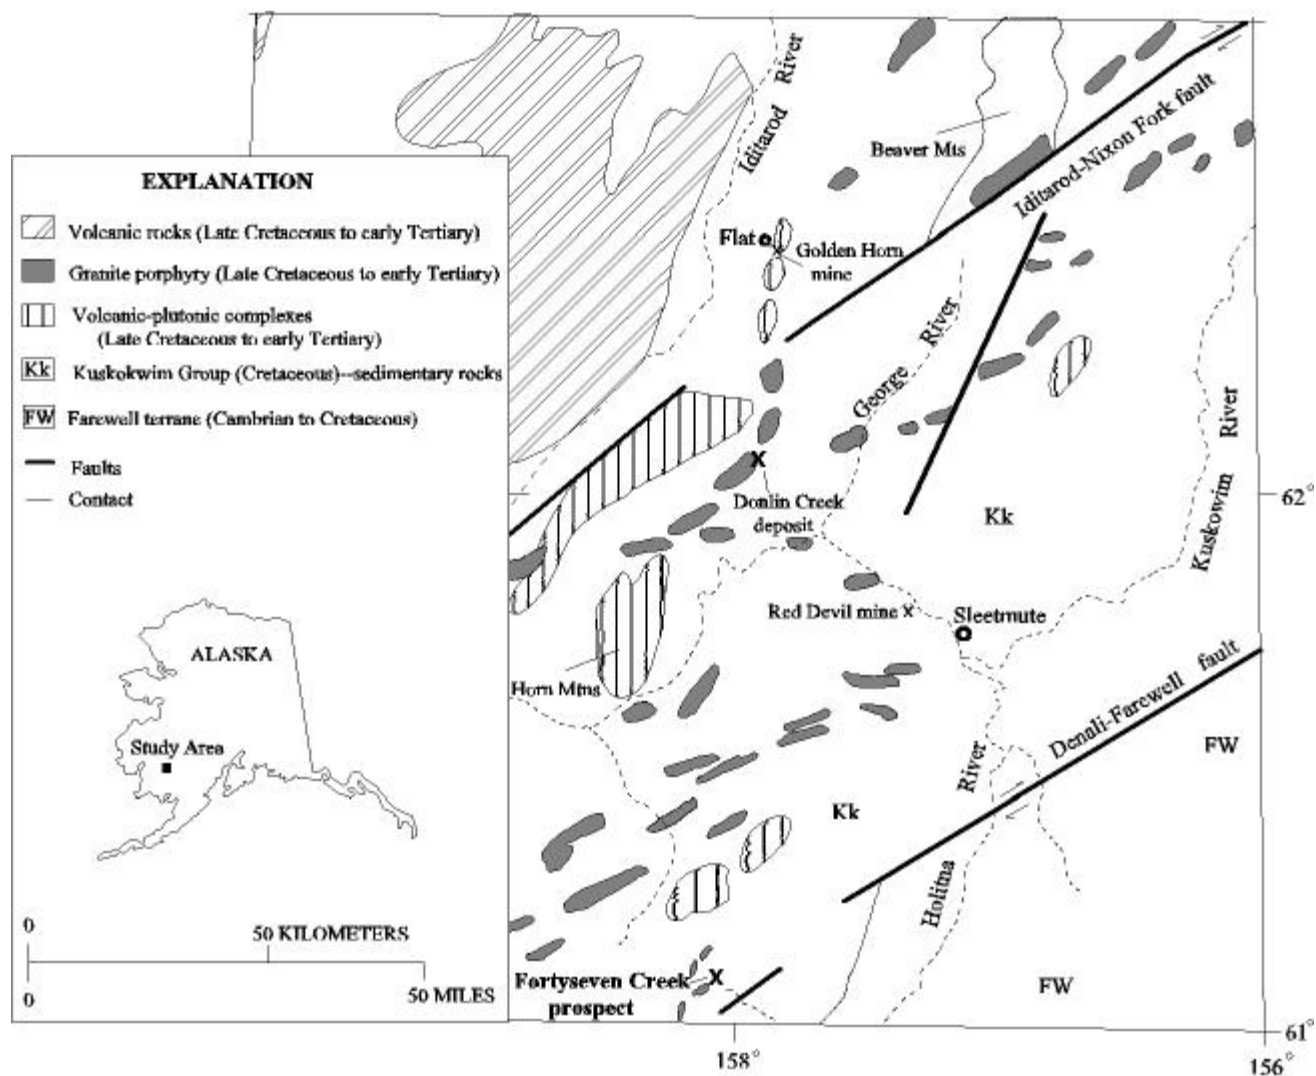 EXPLANATION
Volcanic rocks (Late Cretaceous to early Tertiary)
Granite porphyry (Late Cretaceous to early Tertiary)
Volcanic-plutonic complexes
(Late Cretaceous to early Tertiary)
Kk
Kuskokwim Group (Cretaceous)--sedimentary rocks
FW
Farewell terrane (Cambrian to Cretaceous)
Faults
Contact
ALASKA
Study Area
0
50 KILOMETERS
0
50 MILES
Iditarod River
Beaver Mts
Iditarod-Nixon Fork fault
Flat
Golden Horn
mine
George River
Kuskowim River
X
Donlin Creek
deposit
Kk
62°
Red Devil mine x
Sleetmute
Horn Mtns
Denali-Farewell fault
FW
Kk
Holitna River
Fortyseven Creek
prospect
X
FW
61°
158°
156°